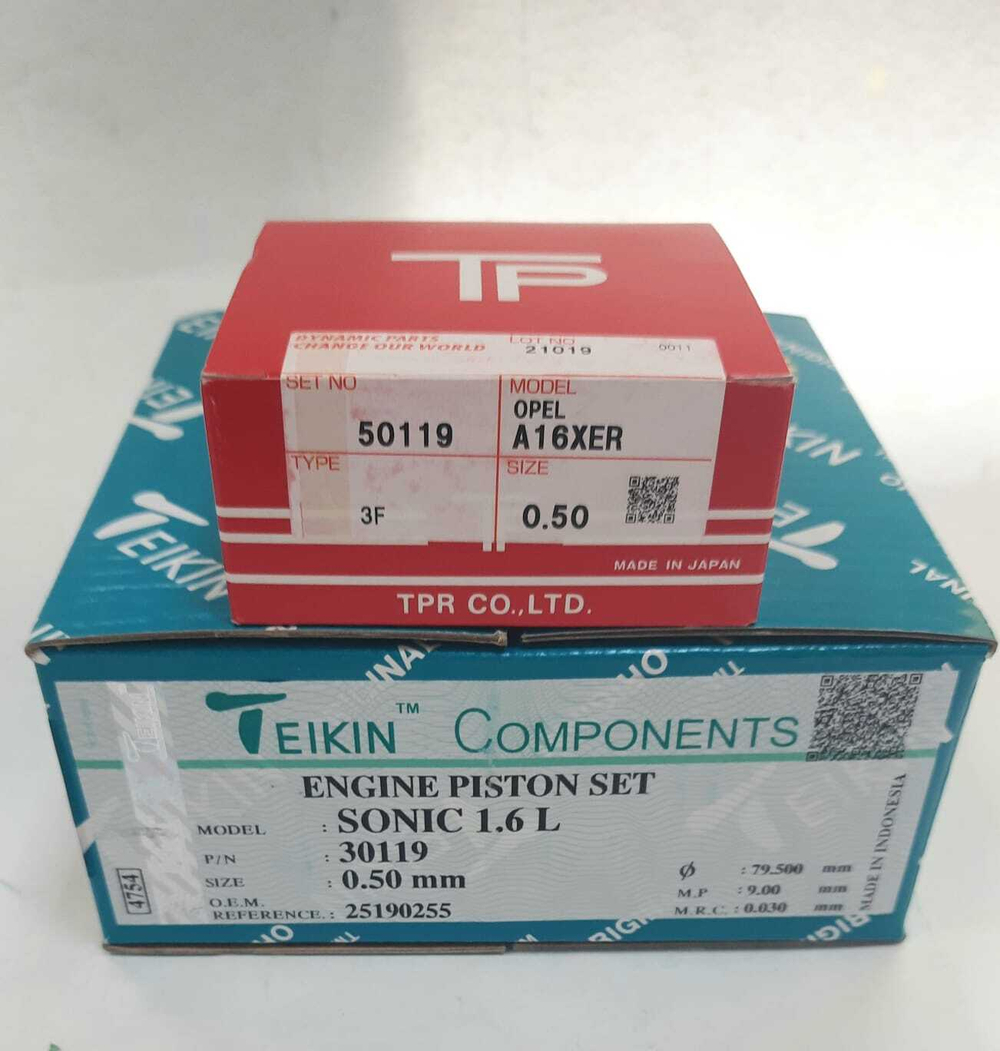 TP
DYNAMIC PARTS
CHANGE OUR WORLD
LOT NO
21019
0011
SET NO
50119
MODEL
OPEL
A16XER
TYPE
3F
SIZE
0.50
MADE IN JAPAN
TPR CO.,LTD.
TEIKIN
TEIKIN™ COMPONENTS
ENGINE PISTON SET
MODEL : SONIC 1.6 L
P/N : 30119
SIZE : 0.50 mm
O.E.M.
REFERENCE. : 25190255
ϕ : 79.500 mm
M.P : 9.00 mm
M.R.C. : 0.030 mm
MADE IN INDONESIA
4754